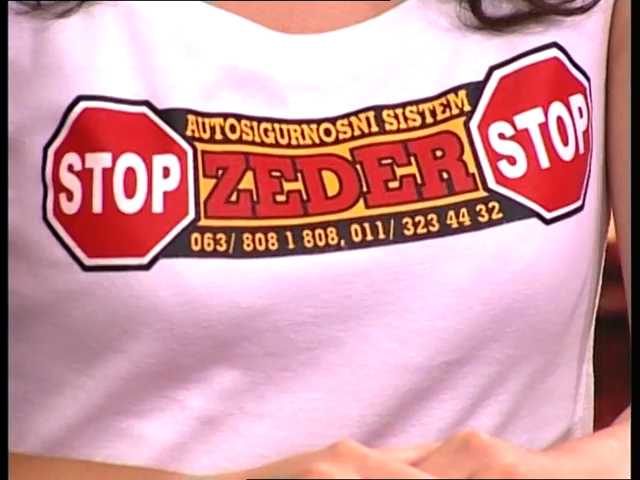 STOP
AUTOSIGURNOSNI SISTEM
ZEDER
063/ 808 1 808, 011/ 323 44 32
STOP